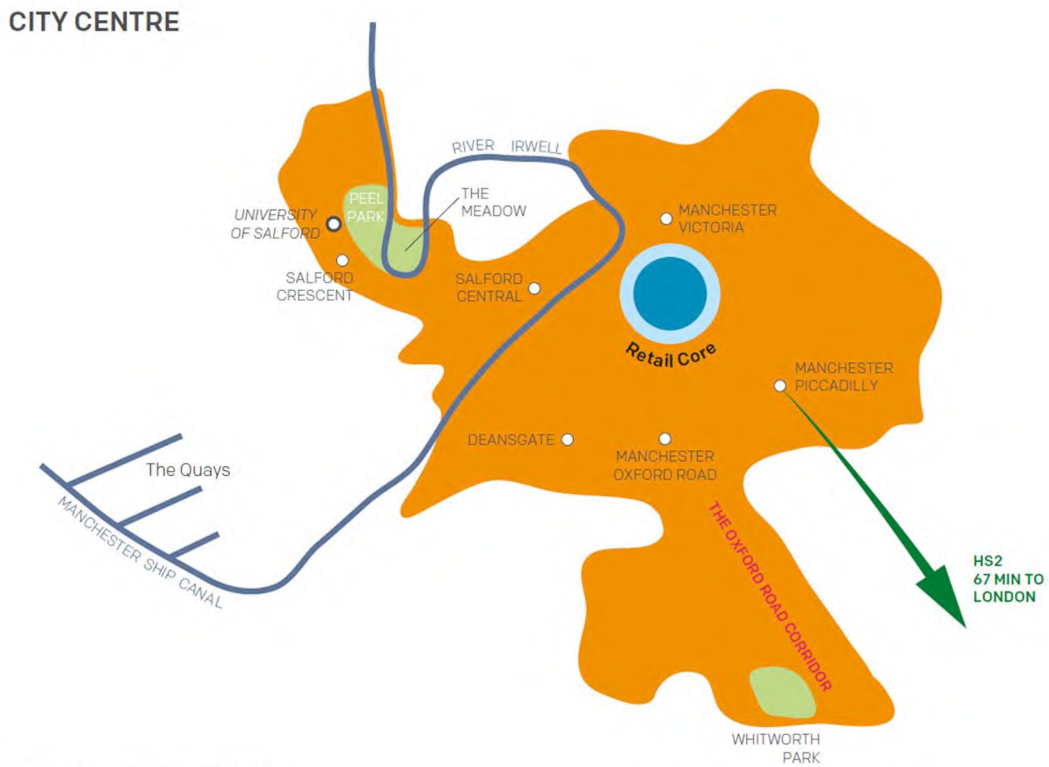 CITY CENTRE
RIVER IRWELL
PEEL
PARK
THE
MEADOW
UNIVERSITY
OF SALFORD
MANCHESTER
VICTORIA
SALFORD
CRESCENT
SALFORD
CENTRAL
Retail Core
MANCHESTER
PICCADILLY
DEANSGATE
MANCHESTER
OXFORD ROAD
The Quays
MANCHESTER SHIP CANAL
THE OXFORD ROAD CORRIDOR
HS2
67 MIN TO
LONDON
WHITWORTH
PARK